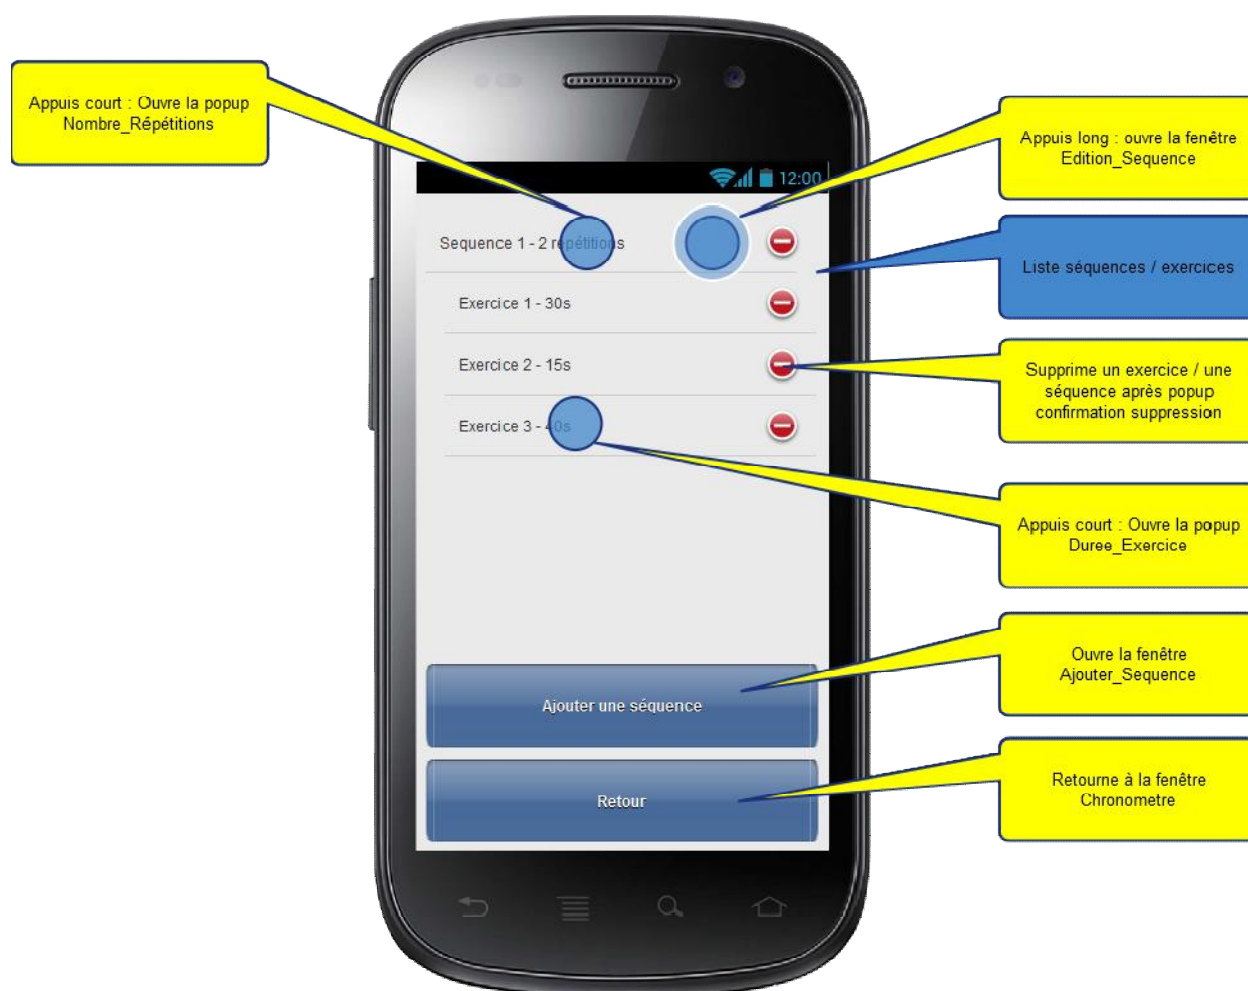 Appuis court : Ouvre la popup
Nombre_Répétitions
Appuis long : ouvre la fenêtre
Edition_Sequence
12:00
Sequence 1 - 2 répétitions
Liste séquences / exercices
Exercice 1 - 30s
Exercice 2 - 15s
Supprime un exercice / une
séquence après popup
confirmation suppression
Exercice 3 - 40s
Appuis court : Ouvre la popup
Duree_Exercice
Ouvre la fenêtre
Ajouter_Sequence
Ajouter une séquence
Retourne à la fenêtre
Chronometre
Retour